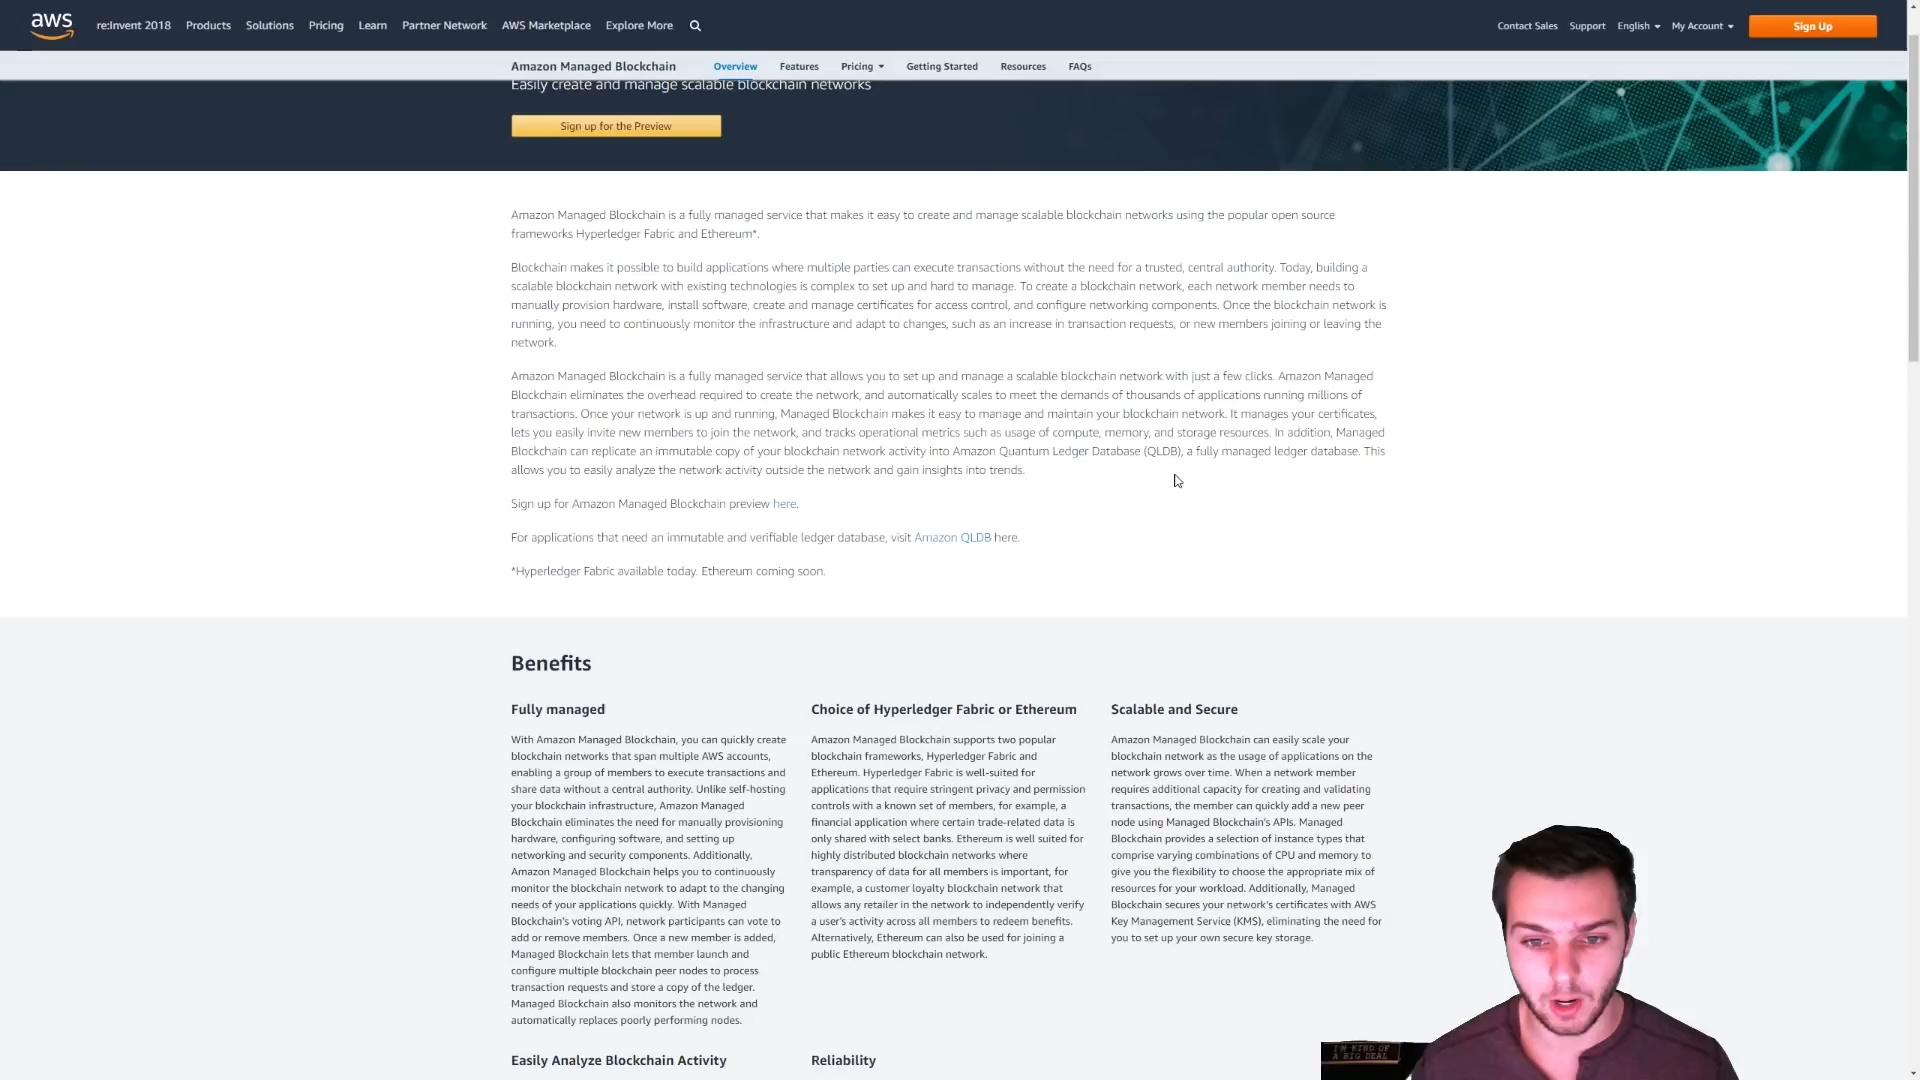 aws
re:Invent 2018 Products Solutions Pricing Learn Partner Network AWS Marketplace Explore More
Contact Sales Support English My Account Sign Up
Amazon Managed Blockchain Overview Features Pricing Getting Started Resources FAQs
Easily create and manage scalable blockchain networks
Sign up for the Preview
Amazon Managed Blockchain is a fully managed service that makes it easy to create and manage scalable blockchain networks using the popular open source
frameworks Hyperledger Fabric and Ethereum*.
Blockchain makes it possible to build applications where multiple parties can execute transactions without the need for a trusted, central authority. Today, building a
scalable blockchain network with existing technologies is complex to set up and hard to manage. To create a blockchain network, each network member needs to
manually provision hardware, install software, create and manage certificates for access control, and configure networking components. Once the blockchain network is
running, you need to continuously monitor the infrastructure and adapt to changes, such as an increase in transaction requests, or new members joining or leaving the
network.
Amazon Managed Blockchain is a fully managed service that allows you to set up and manage a scalable blockchain network with just a few clicks. Amazon Managed
Blockchain eliminates the overhead required to create the network, and automatically scales to meet the demands of thousands of applications running millions of
transactions. Once your network is up and running, Managed Blockchain makes it easy to manage and maintain your blockchain network. It manages your certificates,
lets you easily invite new members to join the network, and tracks operational metrics such as usage of compute, memory, and storage resources. In addition, Managed
Blockchain can replicate an immutable copy of your blockchain network activity into Amazon Quantum Ledger Database (QLDB), a fully managed ledger database. This
allows you to easily analyze the network activity outside the network and gain insights into trends.
Sign up for Amazon Managed Blockchain preview here.
For applications that need an immutable and verifiable ledger database, visit Amazon QLDB here.
*Hyperledger Fabric available today. Ethereum coming soon.
Benefits
Fully managed
With Amazon Managed Blockchain, you can quickly create
blockchain networks that span multiple AWS accounts,
enabling a group of members to execute transactions and
share data without a central authority. Unlike self-hosting
your blockchain infrastructure, Amazon Managed
Blockchain eliminates the need for manually provisioning
hardware, configuring software, and setting up
networking and security components. Additionally,
Amazon Managed Blockchain helps you to continuously
monitor the blockchain network to adapt to the changing
needs of your applications quickly. With Managed
Blockchain's voting API, network participants can vote to
add or remove members. Once a new member is added,
Managed Blockchain lets that member launch and
configure multiple blockchain peer nodes to process
transaction requests and store a copy of the ledger.
Managed Blockchain also monitors the network and
automatically replaces poorly performing nodes.
Choice of Hyperledger Fabric or Ethereum
Amazon Managed Blockchain supports two popular
blockchain frameworks, Hyperledger Fabric and
Ethereum. Hyperledger Fabric is well-suited for
applications that require stringent privacy and permission
controls with a known set of members, for example, a
financial application where certain trade-related data is
only shared with select banks. Ethereum is well suited for
highly distributed blockchain networks where
transparency of data for all members is important, for
example, a customer loyalty blockchain network that
allows any retailer in the network to independently verify
a user's activity across all members to redeem benefits.
Alternatively, Ethereum can also be used for joining a
public Ethereum blockchain network.
Scalable and Secure
Amazon Managed Blockchain can easily scale your
blockchain network as the usage of applications on the
network grows over time. When a network member
requires additional capacity for creating and validating
transactions, the member can quickly add a new peer
node using Managed Blockchain's APIs. Managed
Blockchain provides a selection of instance types that
comprise varying combinations of CPU and memory to
give you the flexibility to choose the appropriate mix of
resources for your workload. Additionally, Managed
Blockchain secures your network's certificates with AWS
Key Management Service (KMS), eliminating the need for
you to set up your own secure key storage.
Easily Analyze Blockchain Activity
Reliability
I'M KIND OF
A BIG DEAL